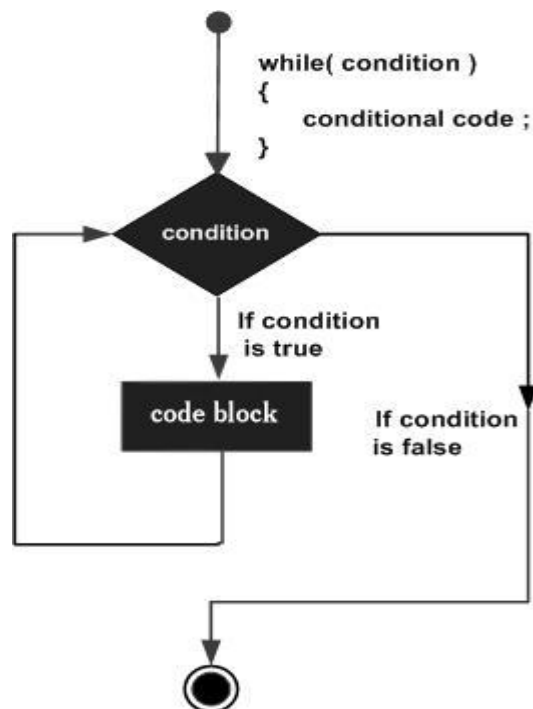 while( condition )
{
conditional code ;
}
condition
If condition
is true
code block
If condition
is false